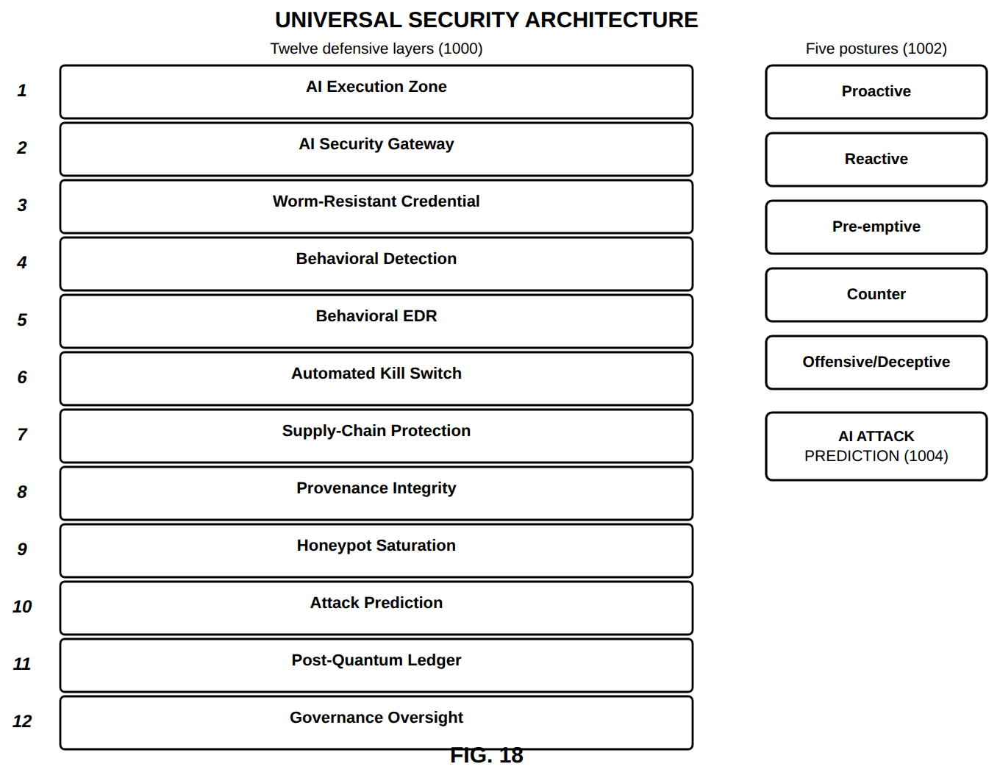 UNIVERSAL SECURITY ARCHITECTURE
Twelve defensive layers (1000)
1
AI Execution Zone
2
AI Security Gateway
3
Worm-Resistant Credential
4
Behavioral Detection
5
Behavioral EDR
6
Automated Kill Switch
7
Supply-Chain Protection
8
Provenance Integrity
9
Honeypot Saturation
10
Attack Prediction
11
Post-Quantum Ledger
12
Governance Oversight
Five postures (1002)
Proactive
Reactive
Pre-emptive
Counter
Offensive/Deceptive
AI ATTACK
PREDICTION (1004)
FIG. 18